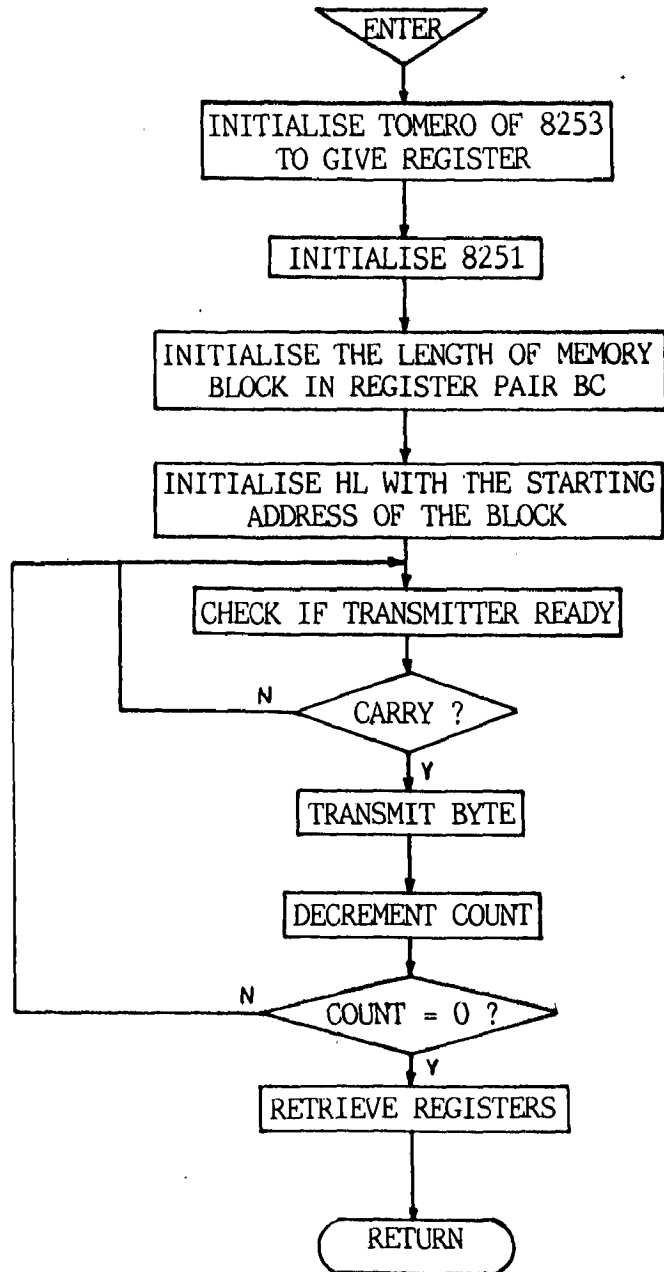 ENTER
INITIALISE TOMERO OF 8253
TO GIVE REGISTER
INITIALISE 8251
INITIALISE THE LENGTH OF MEMORY
BLOCK IN REGISTER PAIR BC
INITIALISE HL WITH THE STARTING
ADDRESS OF THE BLOCK
CHECK IF TRANSMITTER READY
N
CARRY ?
Y
TRANSMIT BYTE
DECREMENT COUNT
N
COUNT = 0 ?
Y
RETRIEVE REGISTERS
RETURN